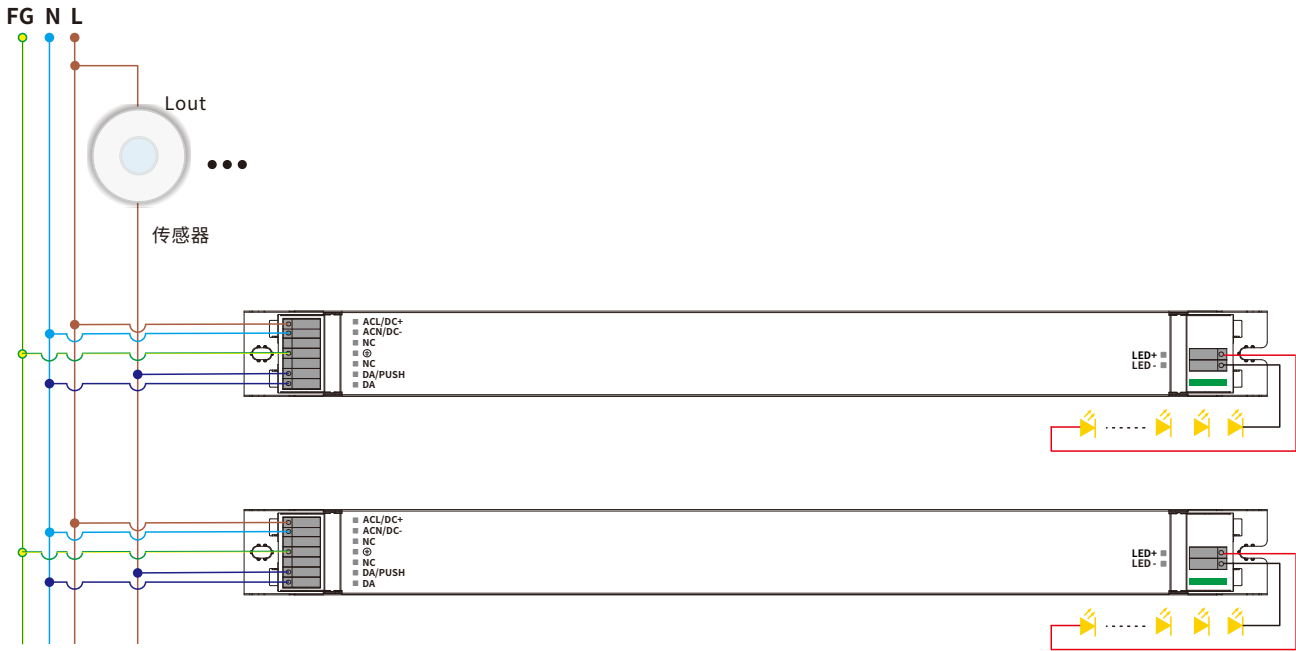 FG N L
Lout
传感器
ACL/DC+
ACN/DC-
NC
⏚
NC
DA/PUSH
DA
LED+
LED -
ACL/DC+
ACN/DC-
NC
⏚
NC
DA/PUSH
DA
LED+
LED -